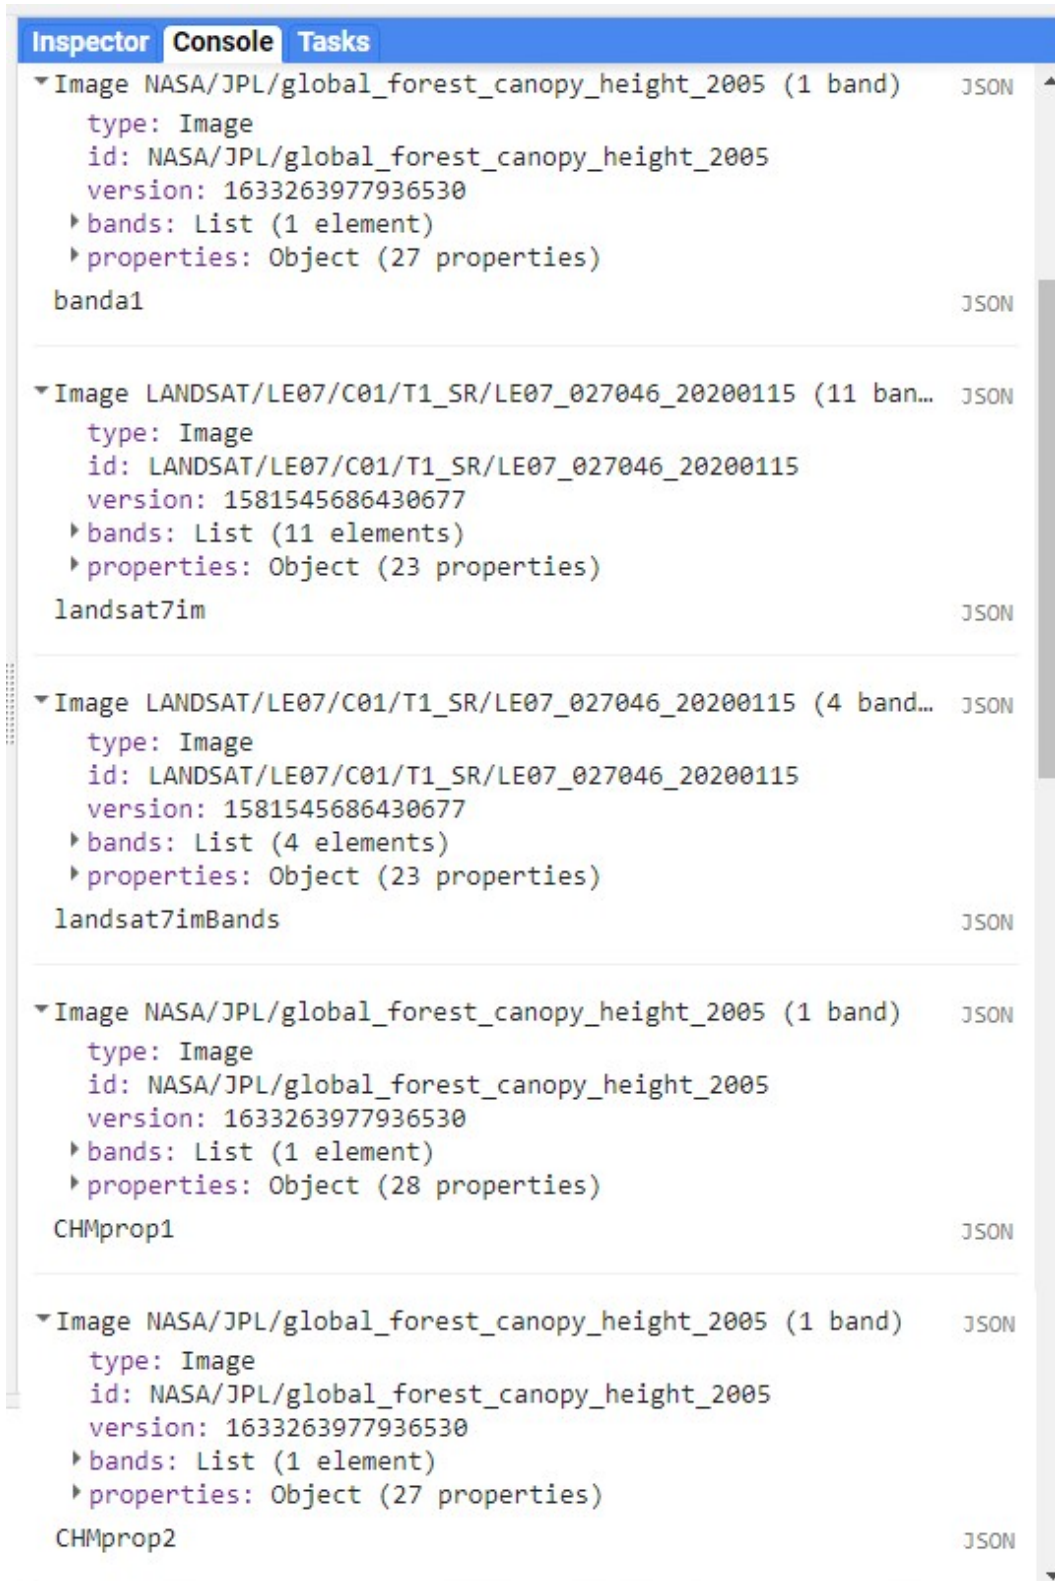 Inspector Console Tasks
Image NASA/JPL/global_forest_canopy_height_2005 (1 band) JSON
type: Image
id: NASA/JPL/global_forest_canopy_height_2005
version: 1633263977936530
bands: List (1 element)
properties: Object (27 properties)
banda1 JSON
Image LANDSAT/LE07/C01/T1_SR/LE07_027046_20200115 (11 ban… JSON
type: Image
id: LANDSAT/LE07/C01/T1_SR/LE07_027046_20200115
version: 1581545686430677
bands: List (11 elements)
properties: Object (23 properties)
landsat7im JSON
Image LANDSAT/LE07/C01/T1_SR/LE07_027046_20200115 (4 band… JSON
type: Image
id: LANDSAT/LE07/C01/T1_SR/LE07_027046_20200115
version: 1581545686430677
bands: List (4 elements)
properties: Object (23 properties)
landsat7imBands JSON
Image NASA/JPL/global_forest_canopy_height_2005 (1 band) JSON
type: Image
id: NASA/JPL/global_forest_canopy_height_2005
version: 1633263977936530
bands: List (1 element)
properties: Object (28 properties)
CHMprop1 JSON
Image NASA/JPL/global_forest_canopy_height_2005 (1 band) JSON
type: Image
id: NASA/JPL/global_forest_canopy_height_2005
version: 1633263977936530
bands: List (1 element)
properties: Object (27 properties)
CHMprop2 JSON